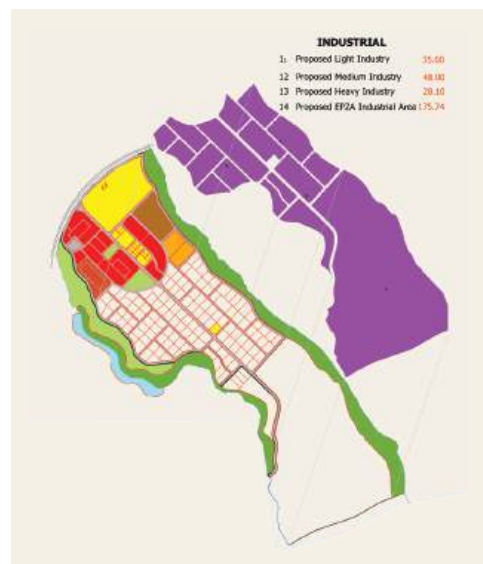 INDUSTRIAL
1: Proposed Light Industry 35.00
12 Proposed Medium Industry 48.00
13 Proposed Heavy Industry 28.10
14 Proposed EPZA Industrial Area 175.74